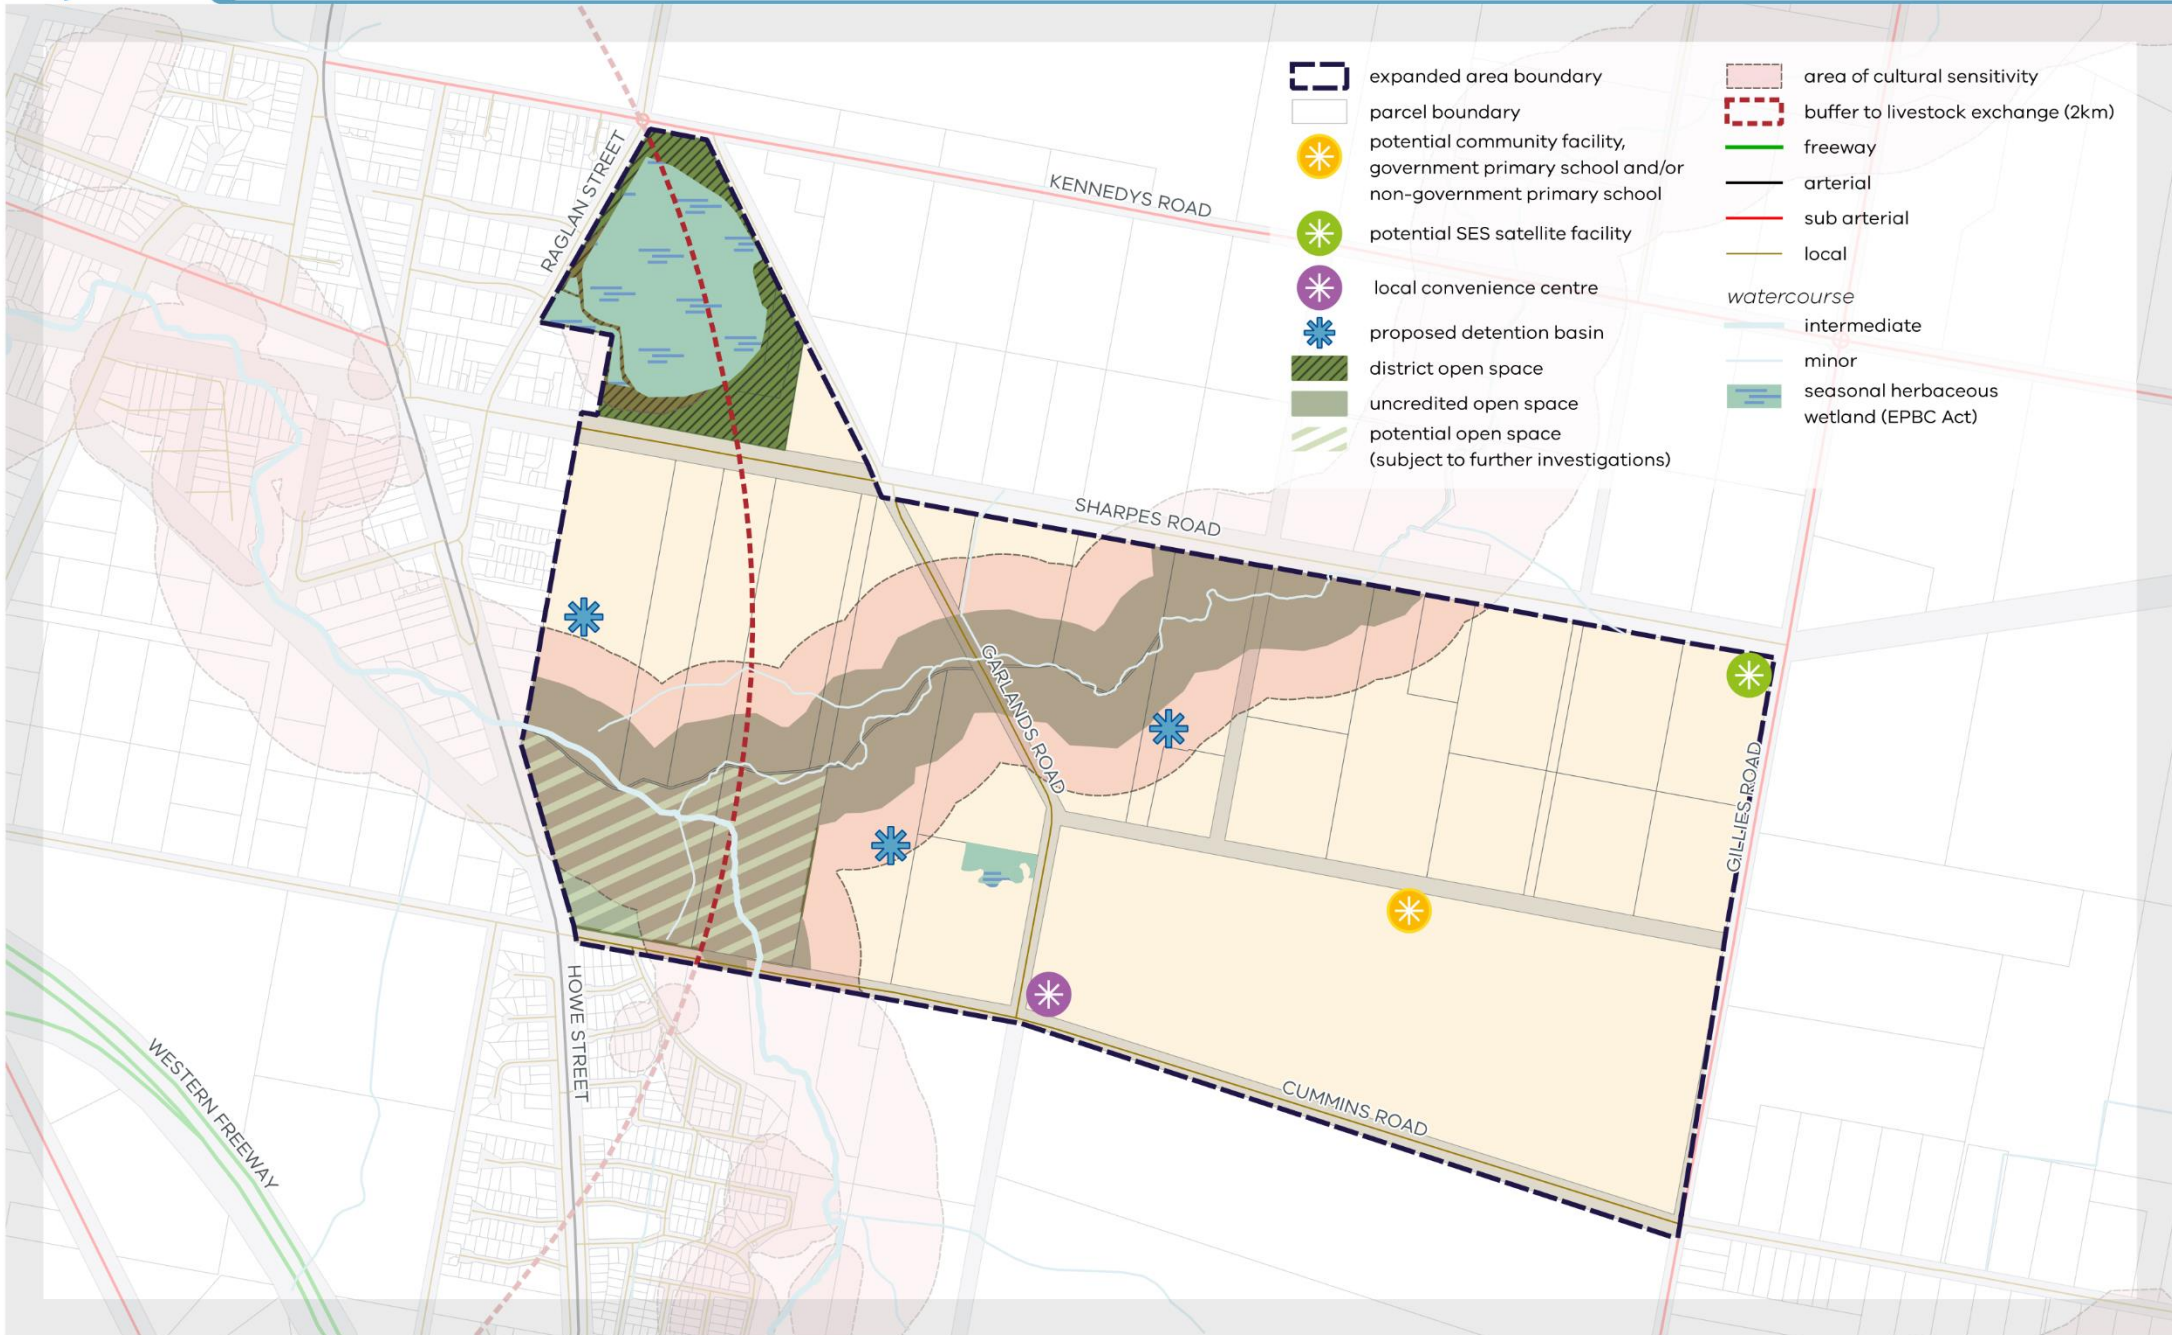 expanded area boundary
parcel boundary
potential community facility,
government primary school and/or
non-government primary school
potential SES satellite facility
local convenience centre
proposed detention basin
district open space
uncredited open space
potential open space
(subject to further investigations)
area of cultural sensitivity
buffer to livestock exchange (2km)
freeway
arterial
sub arterial
local
watercourse
intermediate
minor
seasonal herbaceous
wetland (EPBC Act)
RAGLAN STREET
KENNEDYS ROAD
SHARPES ROAD
GARLANDS ROAD
GILLIES ROAD
HOWE STREET
WESTERN FREEWAY
CUMMINS ROAD